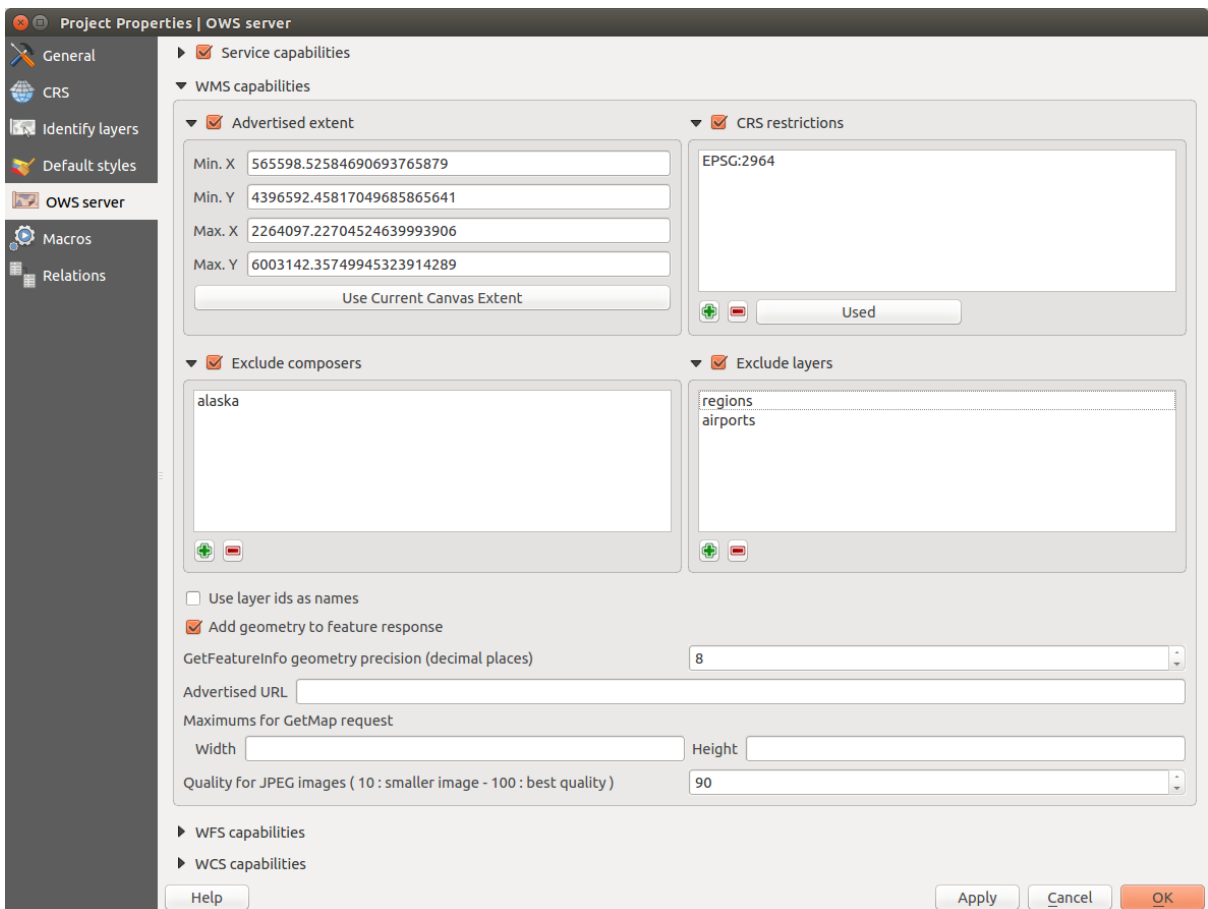 Project Properties | OWS server
General
CRS
Identify layers
Default styles
OWS server
Macros
Relations
Service capabilities
WMS capabilities
Advertised extent
Min. X 565598.52584690693765879
Min. Y 4396592.45817049685865641
Max. X 2264097.22704524639993906
Max. Y 6003142.35749945323914289
Use Current Canvas Extent
CRS restrictions
EPSG:2964
Used
Exclude composers
alaska
Exclude layers
regions
airports
Use layer ids as names
Add geometry to feature response
GetFeatureInfo geometry precision (decimal places) 8
Advertised URL
Maximums for GetMap request
Width Height
Quality for JPEG images ( 10 : smaller image - 100 : best quality ) 90
WFS capabilities
WCS capabilities
Help Apply Cancel OK